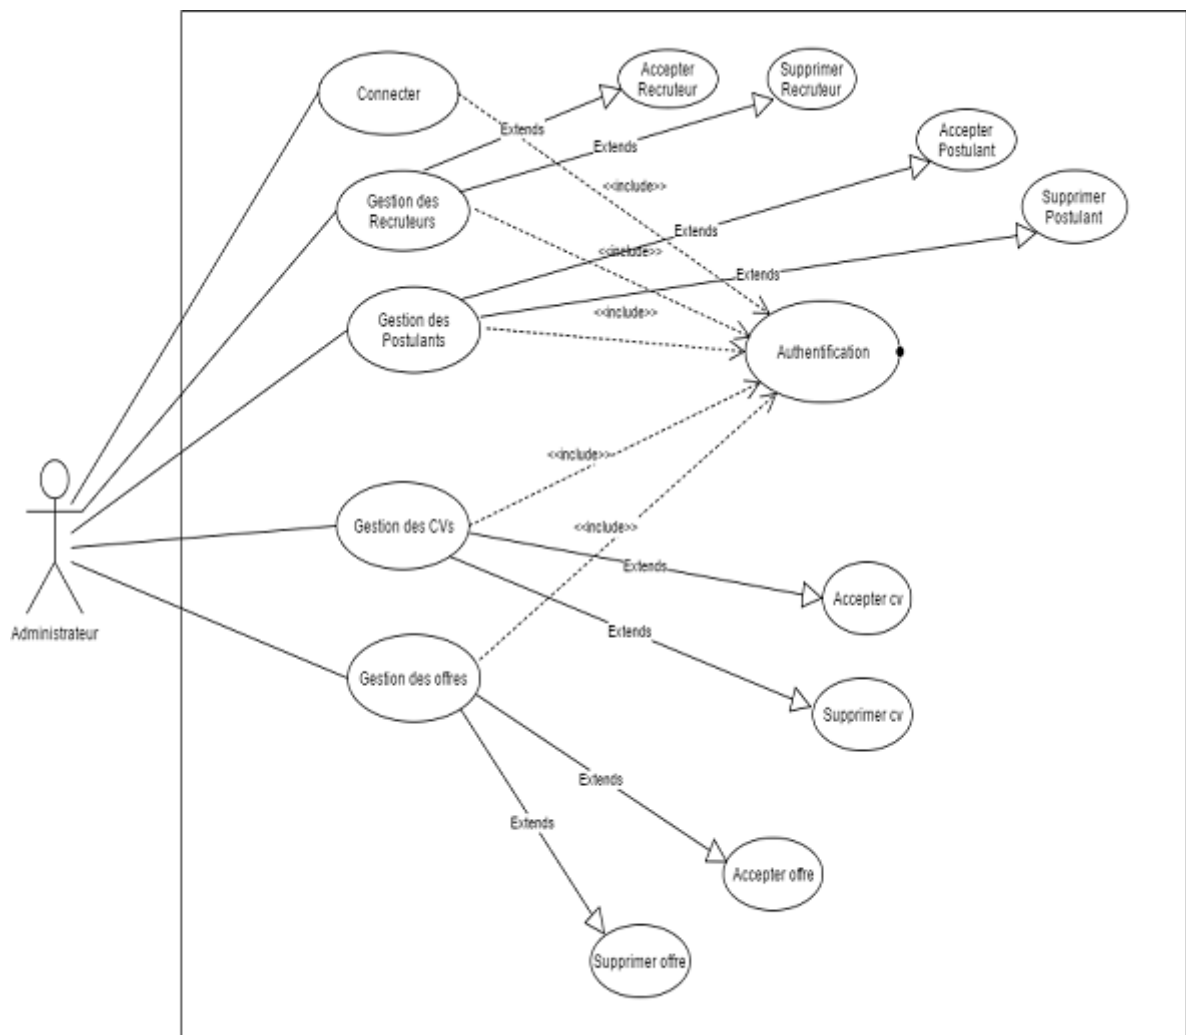 Accepter
Recruteur
Supprimer
Recruteur
Connecter
Extends
Accepter
Postulant
Extends
<<include>>
Supprimer
Postulant
Gestion des
Recruteurs
Extends
<<include>>
Extends
<<include>>
Gestion des
Postulants
Authentification
<<include>>
Gestion des CVs
<<include>>
Extends
Accepter cv
Administrateur
Extends
Gestion des offres
Supprimer cv
Extends
Extends
Accepter offre
Supprimer offre